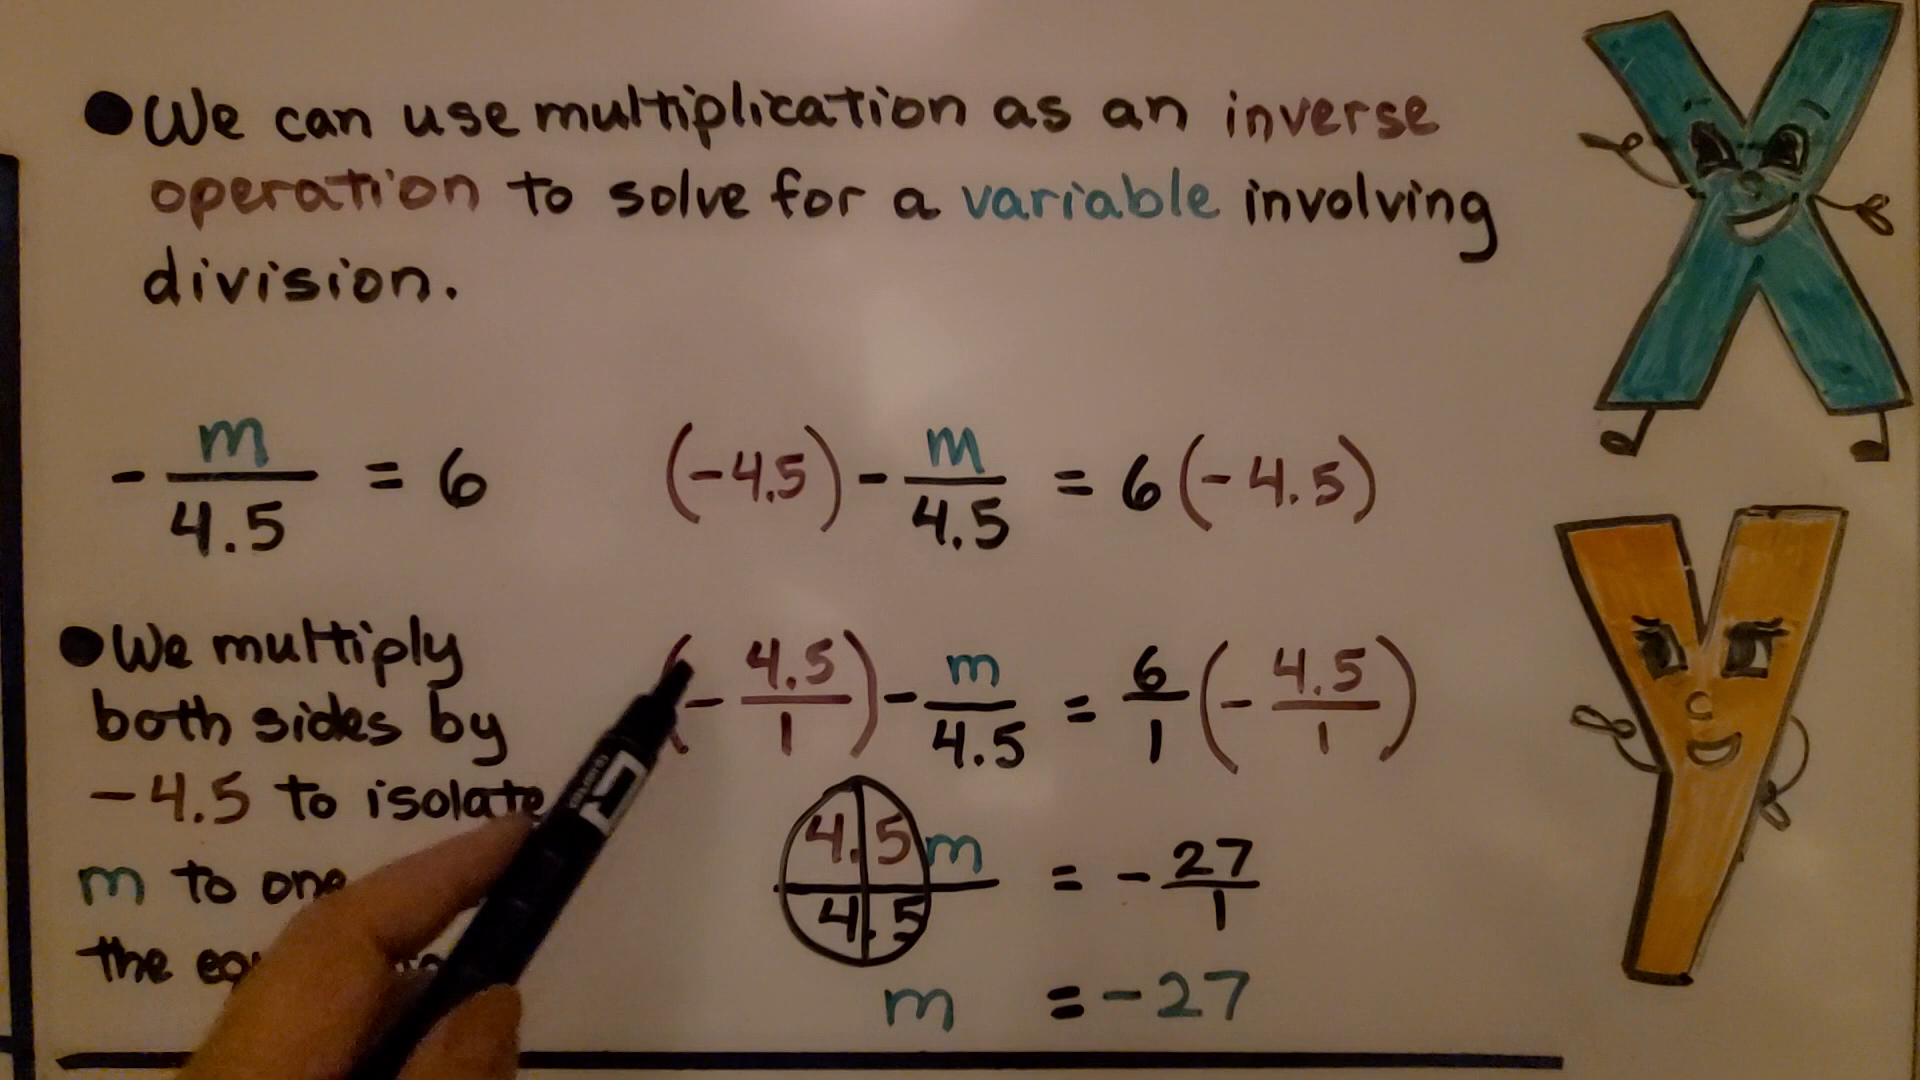 ● We can use multiplication as an inverse
operation to solve for a variable involving
division.
- m/4.5 = 6
(-4.5) - m/4.5 = 6(-4.5)
● We multiply
both sides by
-4.5 to isolate
m to one
the
(- 4.5/1) - m/4.5 = 6/1 (- 4.5/1)
4.5m/4.5 = - 27/1
m = -27
X
Y